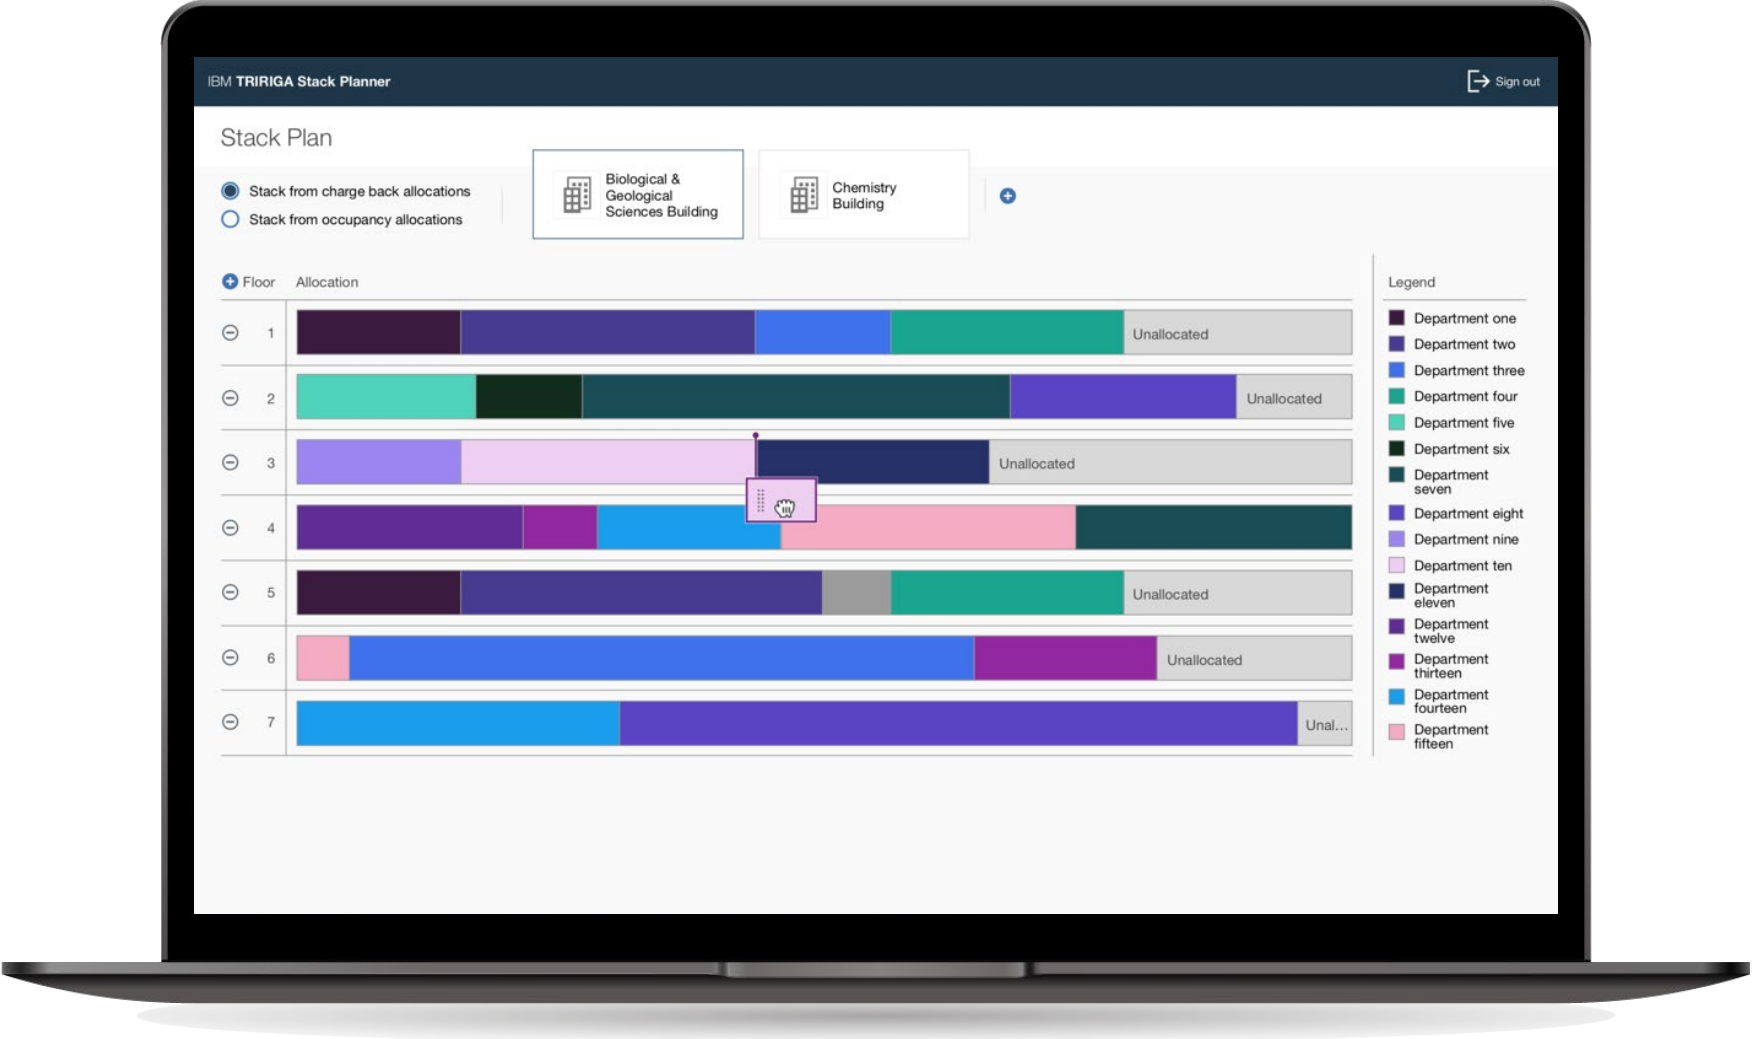 IBM TRIRIGA Stack Planner
Sign out
Stack Plan
Stack from charge back allocations
Stack from occupancy allocations
Biological &
Geological
Sciences Building
Chemistry
Building
Floor
Allocation
1
Unallocated
2
Unallocated
3
Unallocated
4
5
Unallocated
6
Unallocated
7
Unal...
Legend
Department one
Department two
Department three
Department four
Department five
Department six
Department
seven
Department eight
Department nine
Department ten
Department
eleven
Department
twelve
Department
thirteen
Department
fourteen
Department
fifteen